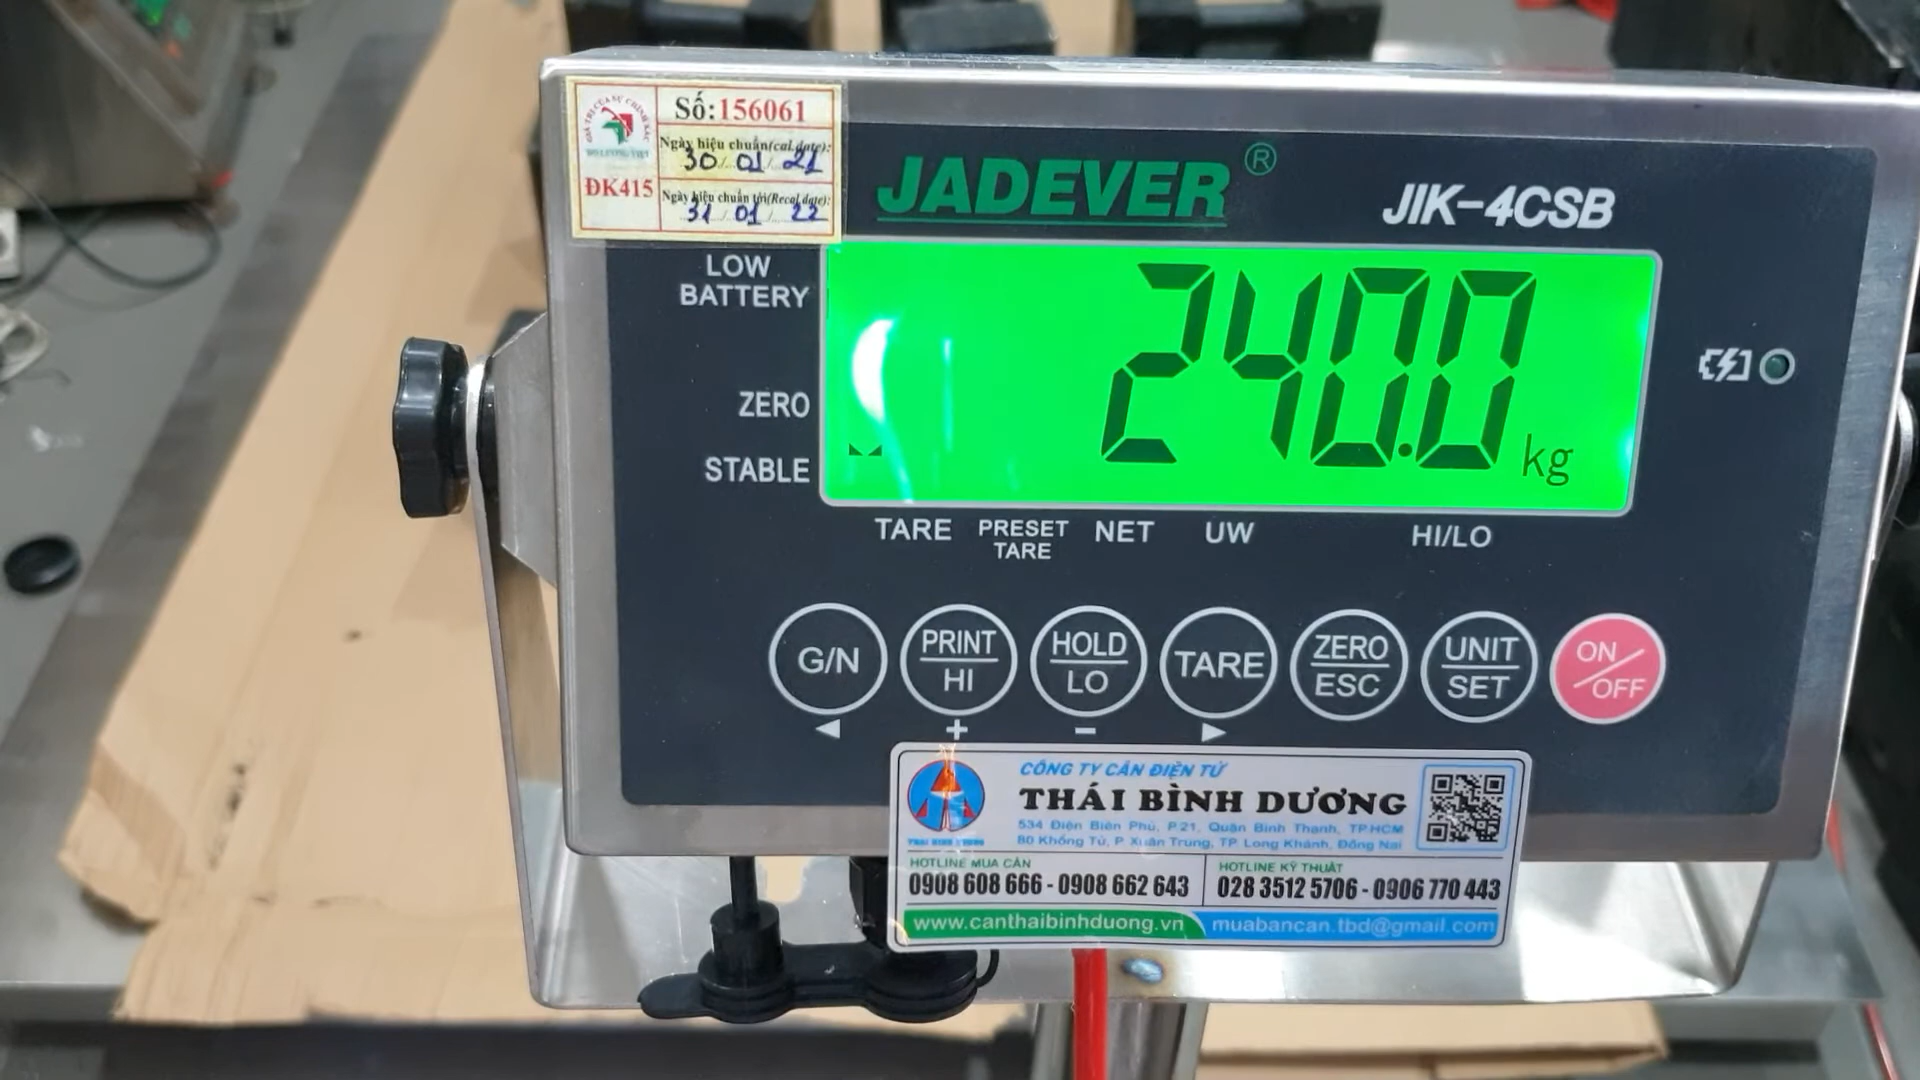 Số:156061
Ngày hiệu chuẩn(cal.date):
30/01/21
ĐK415
Ngày hiệu chuẩn tới(Recal.date):
31/01/22
JADEVER®
JIK-4CSB
LOW BATTERY
240.0 kg
ZERO
STABLE
TARE
PRESET TARE
NET
UW
HI/LO
G/N
PRINT HI
HOLD LO
TARE
ZERO ESC
UNIT SET
ON/OFF
+ -
CÔNG TY CÂN ĐIỆN TỬ
THÁI BÌNH DƯƠNG
534 Điện Biên Phủ, P.21, Quận Bình Thạnh, TP.HCM
80 Khổng Tử, P. Xuân Trung, TP. Long Khánh, Đồng Nai
HOTLINE MUA CÂN
0908 608 666 - 0908 662 643
HOTLINE KỸ THUẬT
028 3512 5706 - 0906 770 443
www.canthaibinhduong.vn
muabancan.tbd@gmail.com